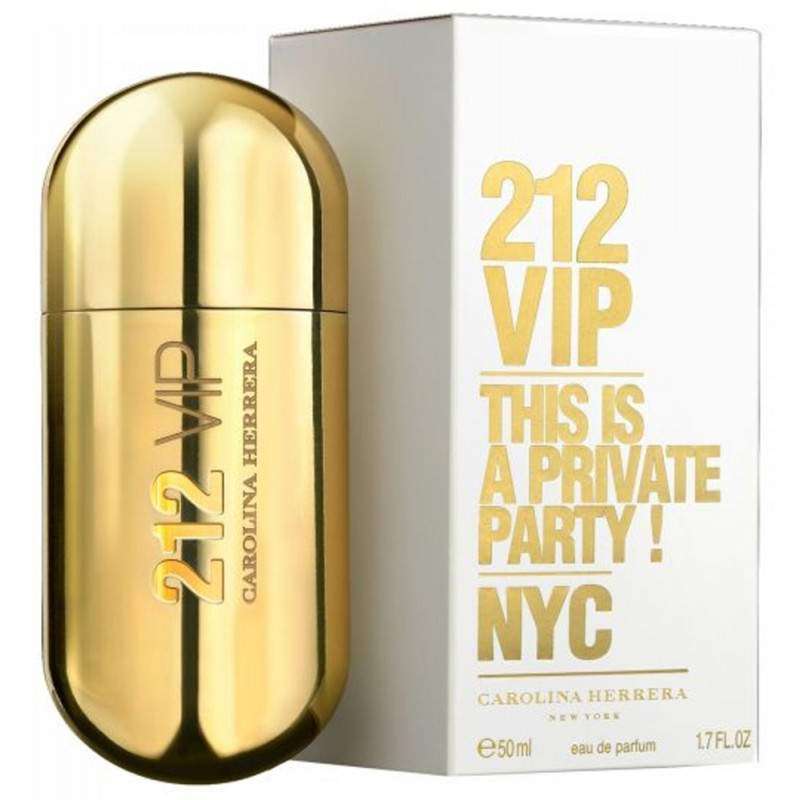 212 VIP
CAROLINA HERRERA
212
VIP
THIS IS
A PRIVATE
PARTY !
NYC
CAROLINA HERRERA
NEW YORK
℮50ml eau de parfum 1.7 FL.OZ